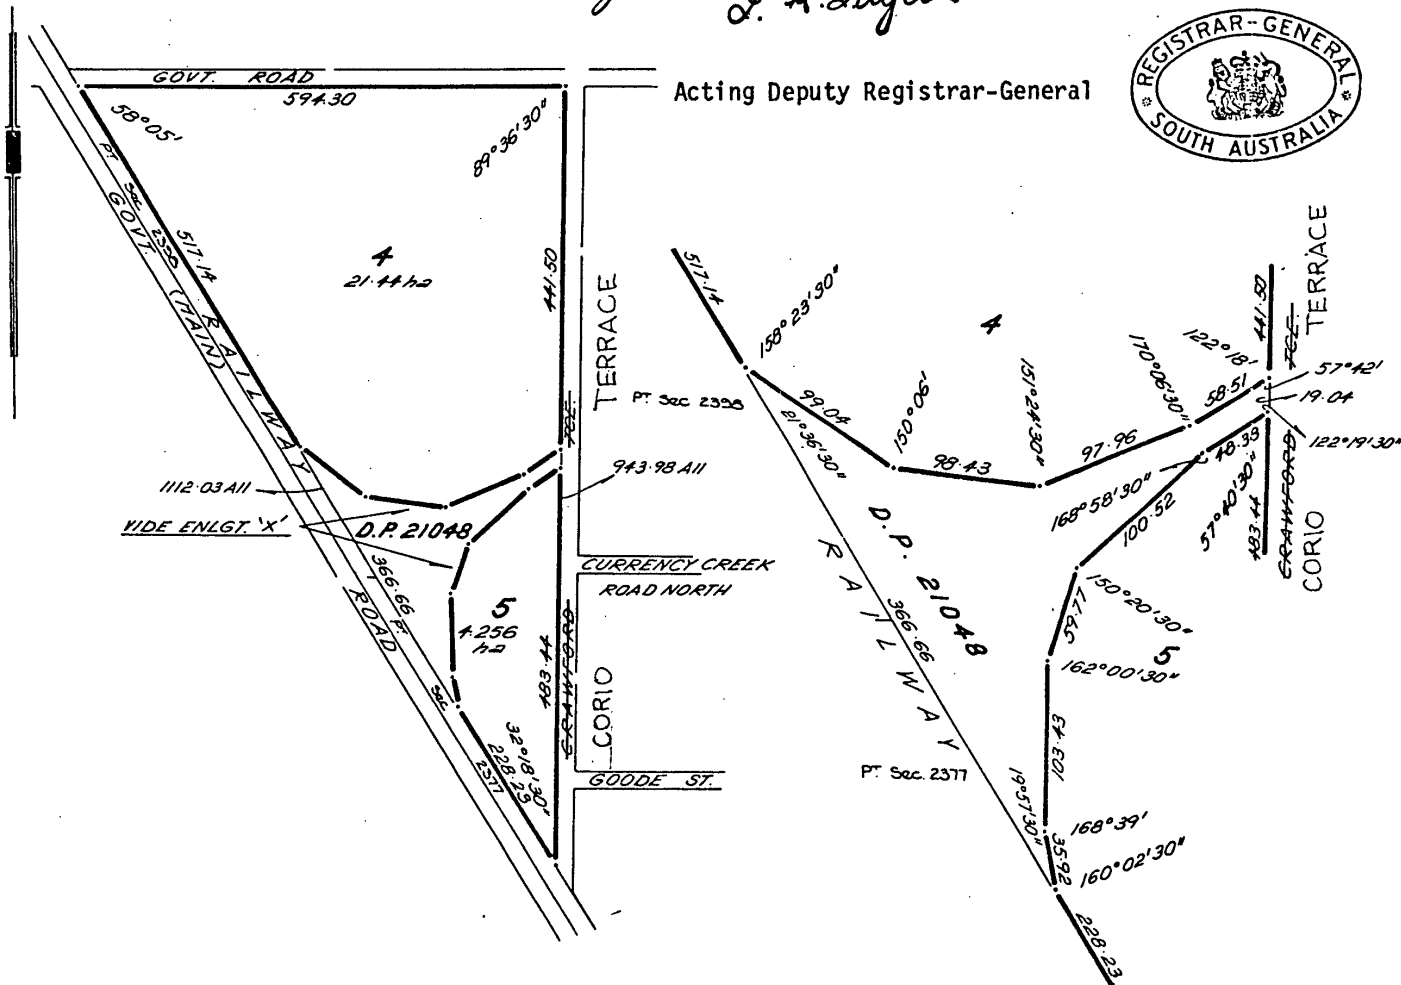 Acting Deputy Registrar-General
REGISTRAR-GENERAL
SOUTH AUSTRALIA
GOVT. ROAD
594.30
58°05'
89°36'30"
PT. Sec 2398
GOVT. (MAIN)
ROAD
RAILWAY
517.14
4
21.44ha
441.50
TCE.
TERRACE
PT. Sec 2398
943.98 All
1112.03 All
VIDE ENLGT. 'X'
D.P. 21048
CURRENCY CREEK
ROAD NORTH
366.66
PT.
Sec
2377
5
4.256
ha
483.44
CRAWFORD
CORIO
32°18'30"
228.23
GOODE ST.
517.14
158°23'30"
4
99.04
21°36'30"
150°06'
98.43
151°24'30"
97.96
170°06'30"
58.51
122°18'
441.50
TCE.
TERRACE
57°42'
19.04
122°19'30"
48.39
168°58'30"
57°40'30"
483.44
CRAWFORD
CORIO
100.52
D.P. 21048
RAILWAY
366.66
59.77
150°20'30"
5
162°00'30"
103.43
PT. Sec. 2377
19°57'30"
168°39'
35.92
160°02'30"
228.23